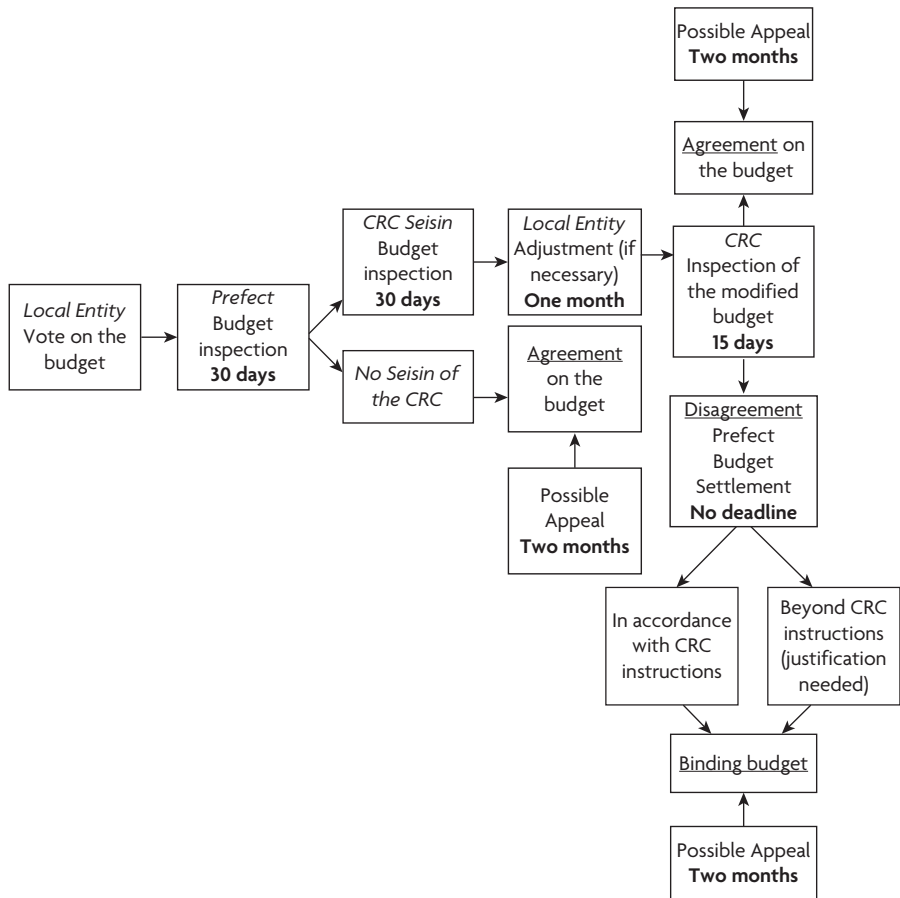 Possible Appeal
Two months
Agreement on
the budget
CRC Seisin
Budget
inspection
30 days
Local Entity
Adjustment (if
necessary)
One month
CRC
Inspection of
the modified
budget
15 days
Local Entity
Vote on the
budget
Prefect
Budget
inspection
30 days
No Seisin of
the CRC
Agreement
on the
budget
Possible
Appeal
Two months
Disagreement
Prefect
Budget
Settlement
No deadline
In accordance
with CRC
instructions
Beyond CRC
instructions
(justification
needed)
Binding budget
Possible Appeal
Two months